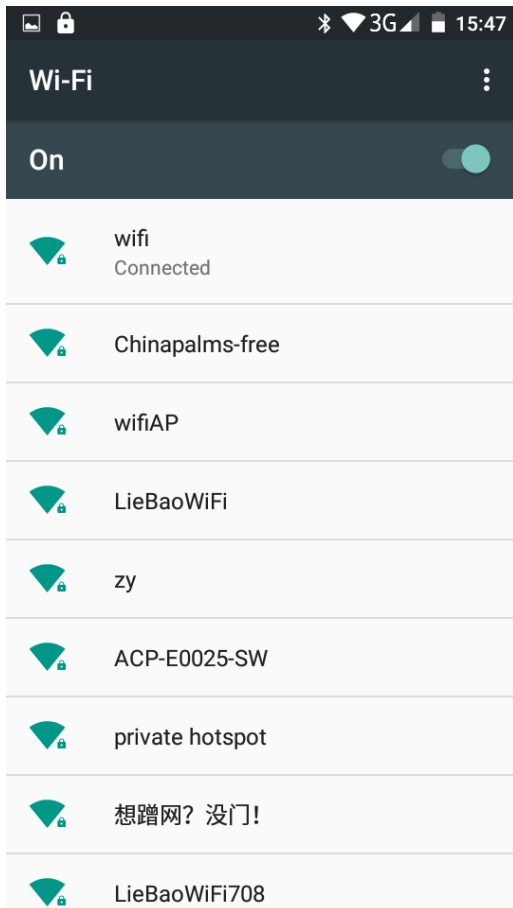 3G 15:47
Wi-Fi
On
wifi
Connected
Chinapalms-free
wifiAP
LieBaoWiFi
zy
ACP-E0025-SW
private hotspot
想蹭网？没门！
LieBaoWiFi708